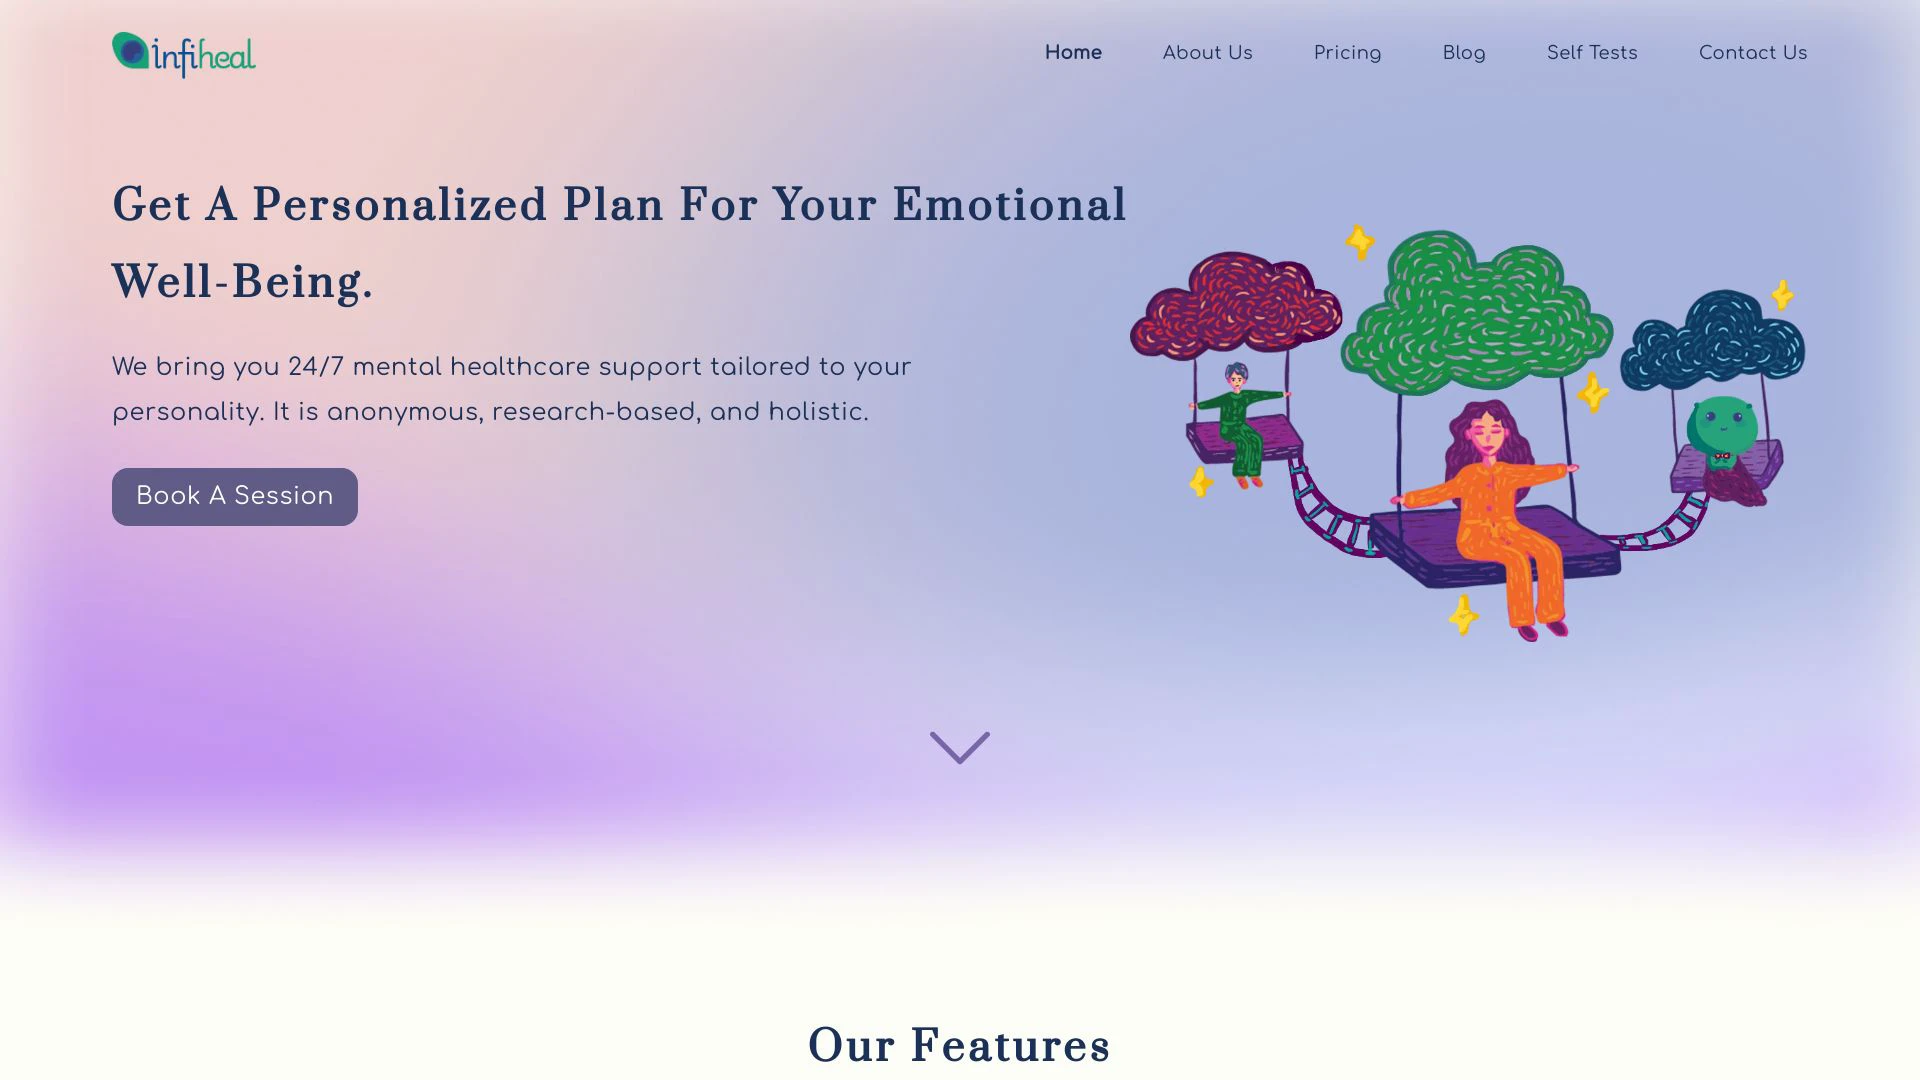 infiheal
Home
About Us
Pricing
Blog
Self Tests
Contact Us
Get A Personalized Plan For Your Emotional
Well-Being.
We bring you 24/7 mental healthcare support tailored to your
personality. It is anonymous, research-based, and holistic.
Book A Session
Our Features